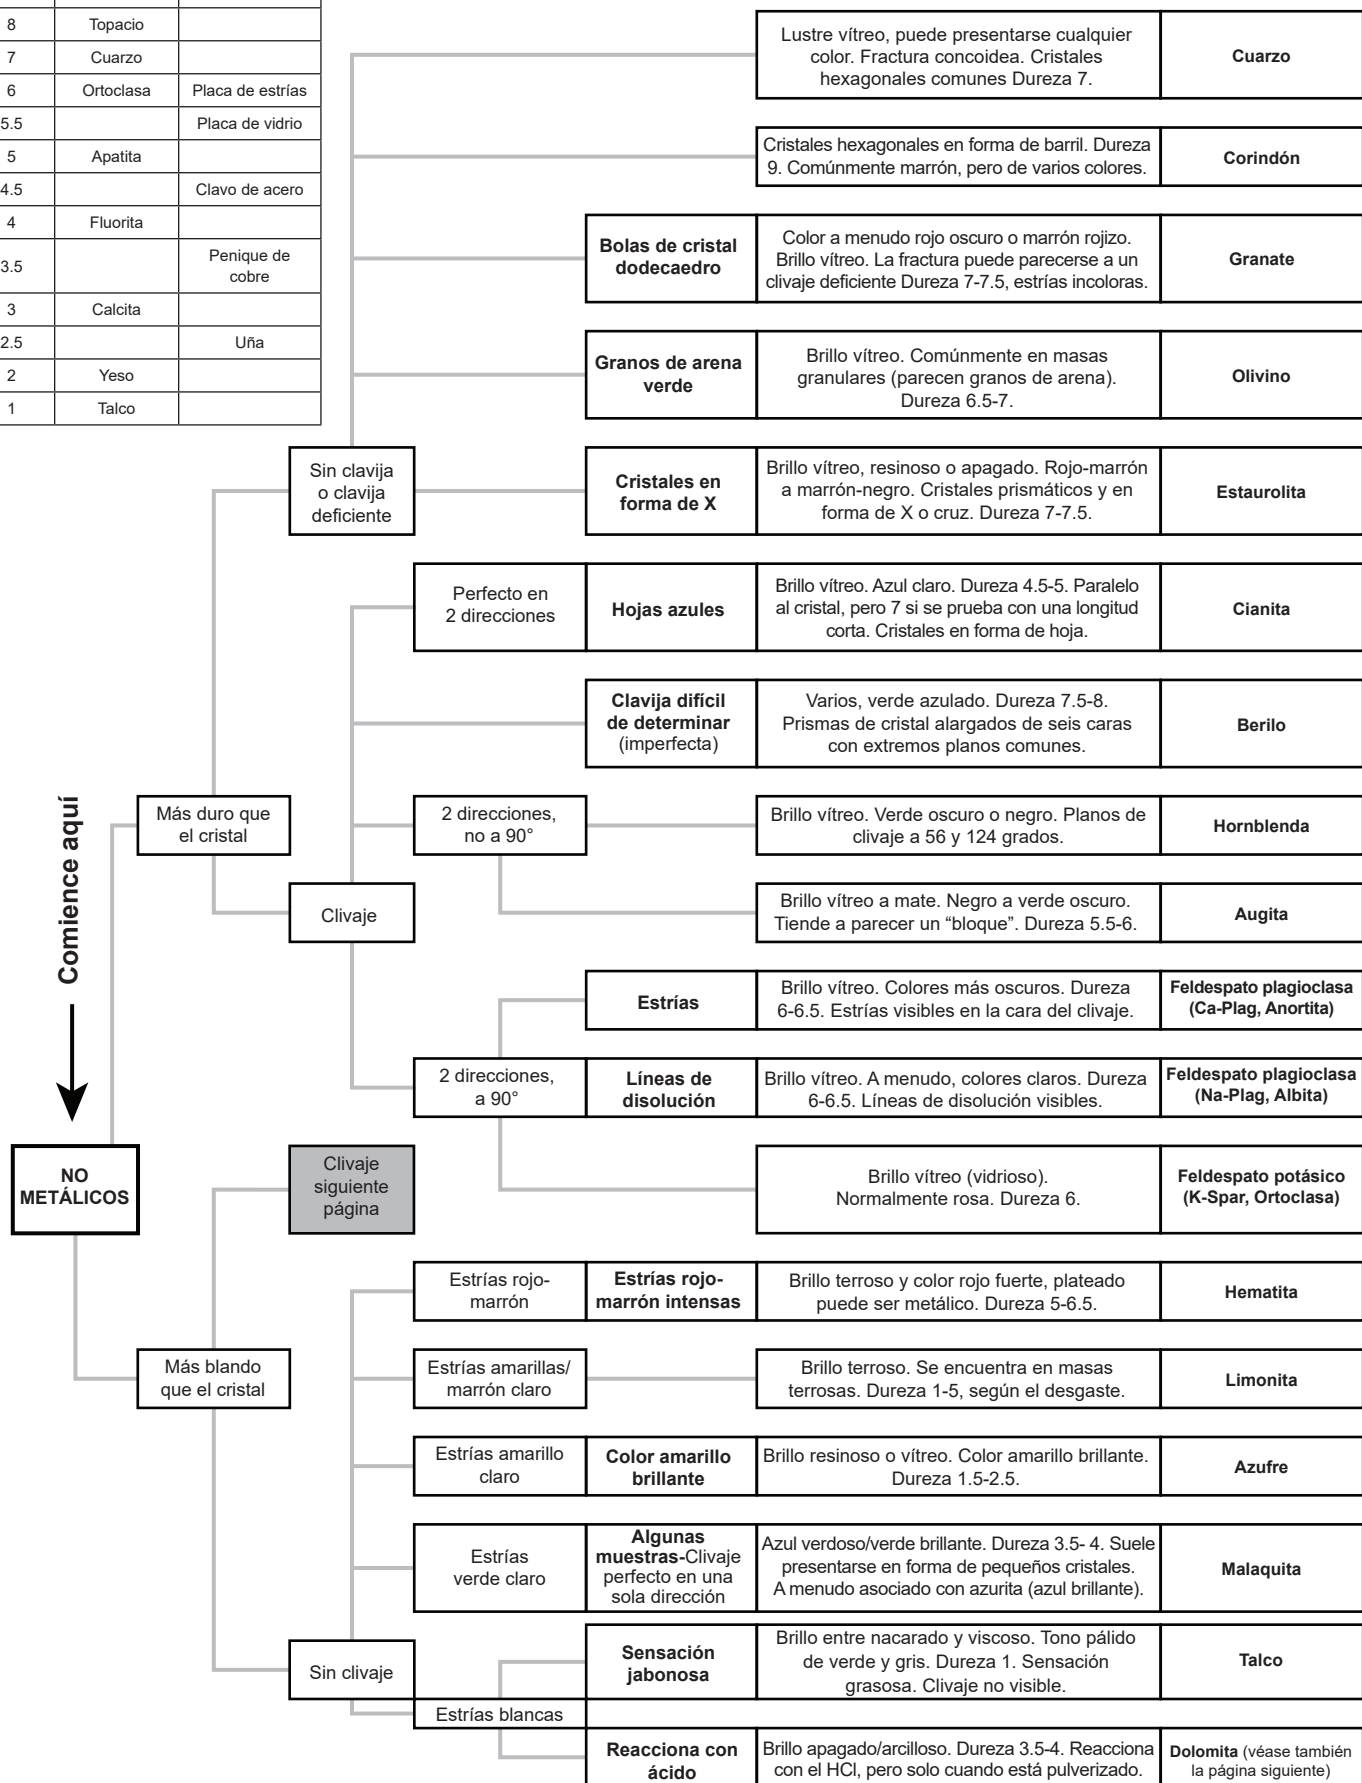 8 Topacio
7 Cuarzo
6 Ortoclasa Placa de estrías
5.5 Placa de vidrio
5 Apatita
4.5 Clavo de acero
4 Fluorita
3.5 Penique de
cobre
3 Calcita
2.5 Uña
2 Yeso
1 Talco
Comience aquí
NO
METÁLICOS
Más duro que
el cristal
Sin clavija
o clavija
deficiente
Lustre vítreo, puede presentarse cualquier
color. Fractura concoidea. Cristales
hexagonales comunes Dureza 7.
Cuarzo
Cristales hexagonales en forma de barril. Dureza
9. Comúnmente marrón, pero de varios colores.
Corindón
Bolas de cristal
dodecaedro
Color a menudo rojo oscuro o marrón rojizo.
Brillo vítreo. La fractura puede parecerse a un
clivaje deficiente Dureza 7-7.5, estrías incoloras.
Granate
Granos de arena
verde
Brillo vítreo. Comúnmente en masas
granulares (parecen granos de arena).
Dureza 6.5-7.
Olivino
Cristales en
forma de X
Brillo vítreo, resinoso o apagado. Rojo-marrón
a marrón-negro. Cristales prismáticos y en
forma de X o cruz. Dureza 7-7.5.
Estaurolita
Clivaje
Perfecto en
2 direcciones
Hojas azules
Brillo vítreo. Azul claro. Dureza 4.5-5. Paralelo
al cristal, pero 7 si se prueba con una longitud
corta. Cristales en forma de hoja.
Cianita
Clavija difícil
de determinar
(imperfecta)
Varios, verde azulado. Dureza 7.5-8.
Prismas de cristal alargados de seis caras
con extremos planos comunes.
Berilo
2 direcciones,
no a 90°
Brillo vítreo. Verde oscuro o negro. Planos de
clivaje a 56 y 124 grados.
Hornblenda
Brillo vítreo a mate. Negro a verde oscuro.
Tiende a parecer un “bloque”. Dureza 5.5-6.
Augita
2 direcciones,
a 90°
Estrías
Brillo vítreo. Colores más oscuros. Dureza
6-6.5. Estrías visibles en la cara del clivaje.
Feldespato plagioclasa
(Ca-Plag, Anortita)
Líneas de
disolución
Brillo vítreo. A menudo, colores claros. Dureza
6-6.5. Líneas de disolución visibles.
Feldespato plagioclasa
(Na-Plag, Albita)
Brillo vítreo (vidrioso).
Normalmente rosa. Dureza 6.
Feldespato potásico
(K-Spar, Ortoclasa)
Más blando
que el cristal
Clivaje
siguiente
página
Sin clivaje
Estrías rojo-
marrón
Estrías rojo-
marrón intensas
Brillo terroso y color rojo fuerte, plateado
puede ser metálico. Dureza 5-6.5.
Hematita
Estrías amarillas/
marrón claro
Brillo terroso. Se encuentra en masas
terrosas. Dureza 1-5, según el desgaste.
Limonita
Estrías amarillo
claro
Color amarillo
brillante
Brillo resinoso o vítreo. Color amarillo brillante.
Dureza 1.5-2.5.
Azufre
Estrías
verde claro
Algunas
muestras-Clivaje
perfecto en una
sola dirección
Azul verdoso/verde brillante. Dureza 3.5- 4. Suele
presentarse en forma de pequeños cristales.
A menudo asociado con azurita (azul brillante).
Malaquita
Estrías blancas
Sensación
jabonosa
Brillo entre nacarado y viscoso. Tono pálido
de verde y gris. Dureza 1. Sensación
grasosa. Clivaje no visible.
Talco
Reacciona con
ácido
Brillo apagado/arcilloso. Dureza 3.5-4. Reacciona
con el HCl, pero solo cuando está pulverizado.
Dolomita (véase también
la página siguiente)